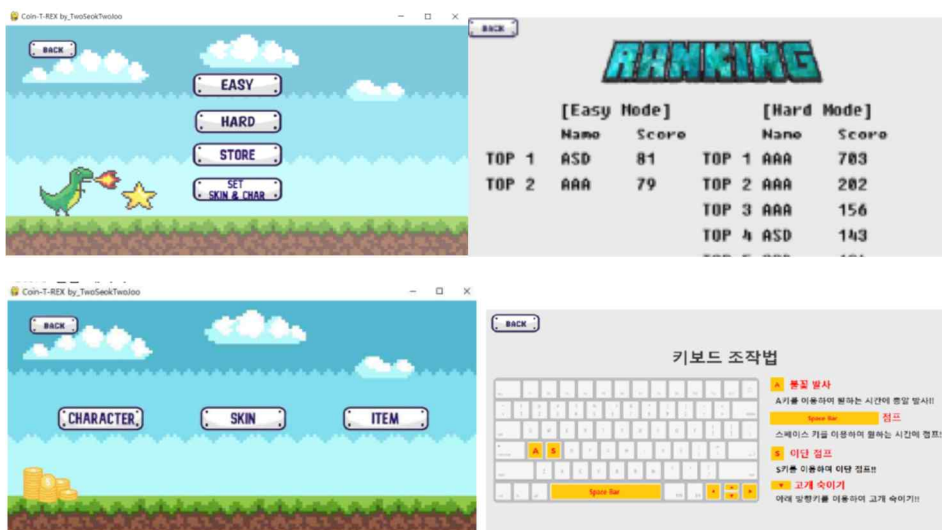 Coin-T-REX by_TwoSeokTwoJoo
BACK
EASY
HARD
STORE
SET
SKIN & CHAR
BACK
RANKING
[Easy Mode] [Hard Mode]
Name Score Name Score
TOP 1 ASD 81 TOP 1 AAA 703
TOP 2 AAA 79 TOP 2 AAA 202
TOP 3 AAA 156
TOP 4 ASD 143
Coin-T-REX by_TwoSeokTwoJoo
BACK
CHARACTER
SKIN
ITEM
BACK
키보드 조작법
A S
Space Bar
A 불꽃 발사
A키를 이용하여 원하는 시간에 총알 발사!!
Space Bar 점프
스페이스 키를 이용하여 원하는 시간에 점프!!
S 이단 점프
S키를 이용하여 이단 점프!!
고개 숙이기
아래 방향키를 이용하여 고개 숙이기!!